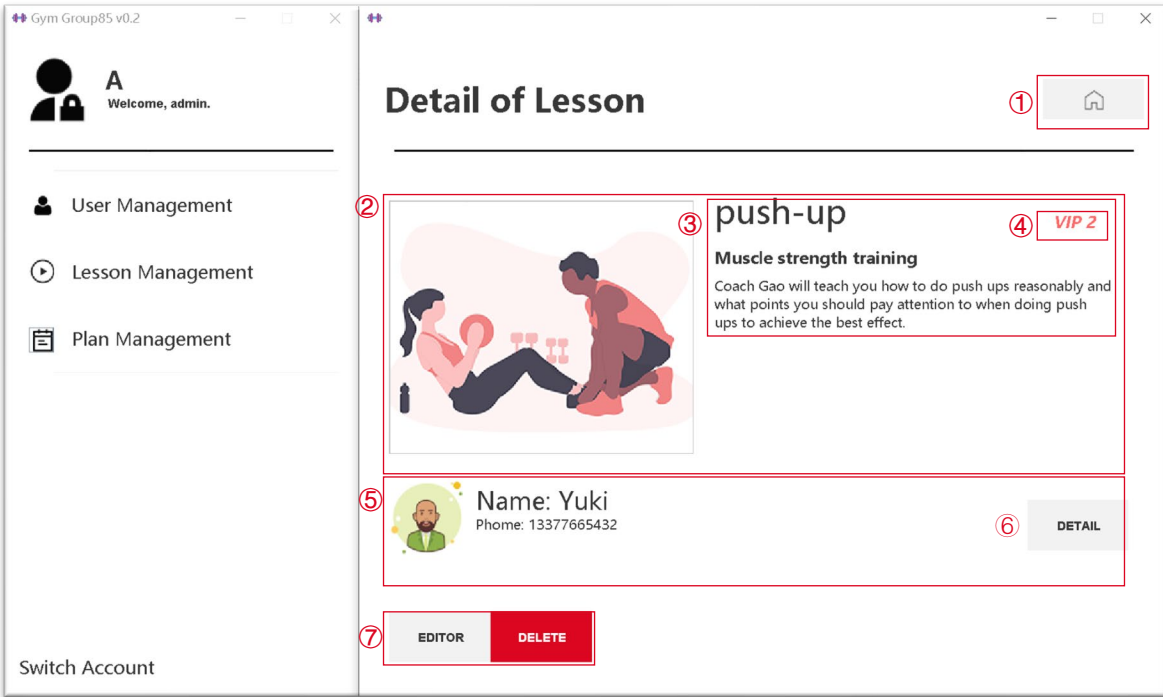 Gym Group85 v0.2
A
Welcome, admin.
User Management
Lesson Management
Plan Management
Switch Account
Detail of Lesson
①
②
③
push-up
④
VIP 2
Muscle strength training
Coach Gao will teach you how to do push ups reasonably and
what points you should pay attention to when doing push
ups to achieve the best effect.
⑤
Name: Yuki
Phome: 13377665432
⑥
DETAIL
⑦
EDITOR
DELETE